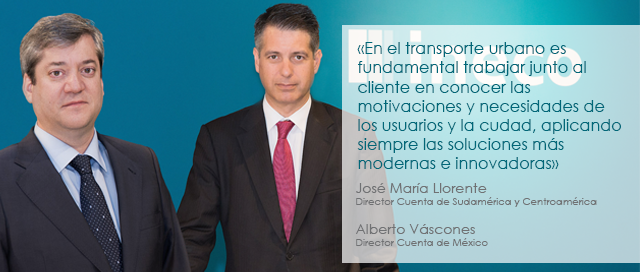 «En el transporte urbano es
fundamental trabajar junto al
cliente en conocer las
motivaciones y necesidades de
los usuarios y la cudad, aplicando
siempre las soluciones más
modernas e innovadoras»
José María Llorente
Director Cuenta de Sudamérica y Centroamérica
Alberto Váscones
Director Cuenta de México